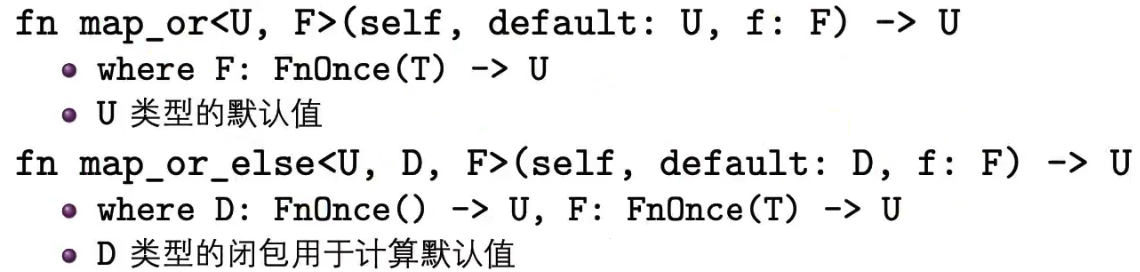 fn map_or<U, F>(self, default: U, f: F) -> U
where F: FnOnce(T) -> U
U 类型的默认值
fn map_or_else<U, D, F>(self, default: D, f: F) -> U
where D: FnOnce() -> U, F: FnOnce(T) -> U
D 类型的闭包用于计算默认值